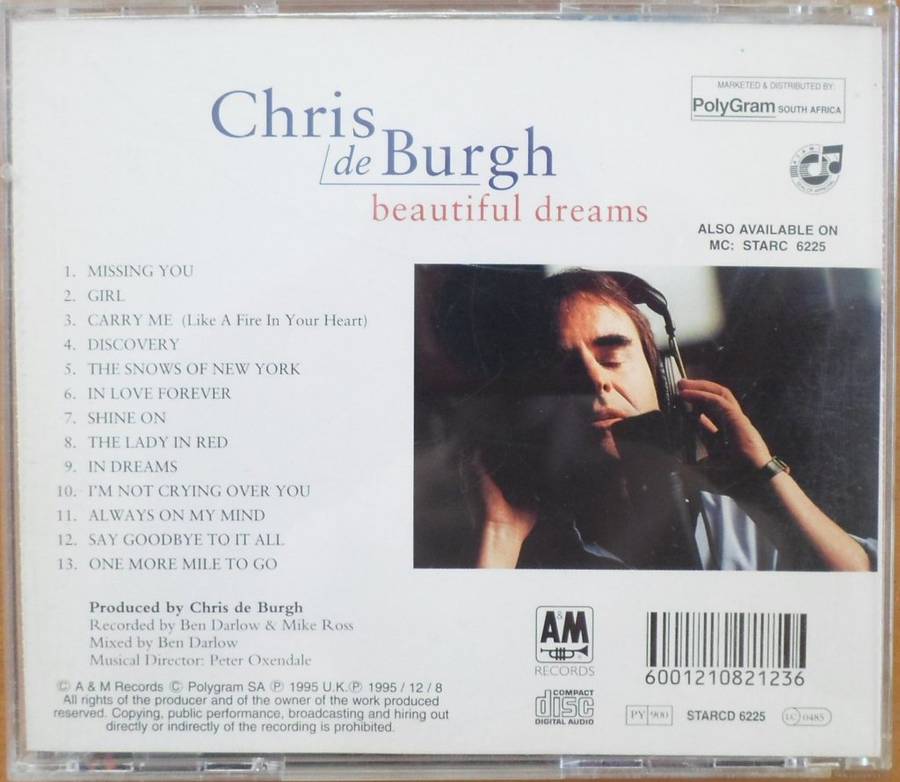 Chris
de Burgh
beautiful dreams
MARKETED & DISTRIBUTED BY:
PolyGram SOUTH AFRICA
ALSO AVAILABLE ON
MC: STARC 6225
1. MISSING YOU
2. GIRL
3. CARRY ME (Like A Fire In Your Heart)
4. DISCOVERY
5. THE SNOWS OF NEW YORK
6. IN LOVE FOREVER
7. SHINE ON
8. THE LADY IN RED
9. IN DREAMS
10. I'M NOT CRYING OVER YOU
11. ALWAYS ON MY MIND
12. SAY GOODBYE TO IT ALL
13. ONE MORE MILE TO GO
Produced by Chris de Burgh
Recorded by Ben Darlow & Mike Ross
Mixed by Ben Darlow
Musical Director: Peter Oxendale
© A & M Records © Polygram SA ℗ 1995 U.K. ℗ 1995 / 12 / 8
All rights of the producer and of the owner of the work produced
reserved. Copying, public performance, broadcasting and hiring out
directly or indirectly of the recording is prohibited.
A&M
RECORDS
COMPACT
disc
DIGITAL AUDIO
6001210821236
PY 900
STARCD 6225
LC 0485